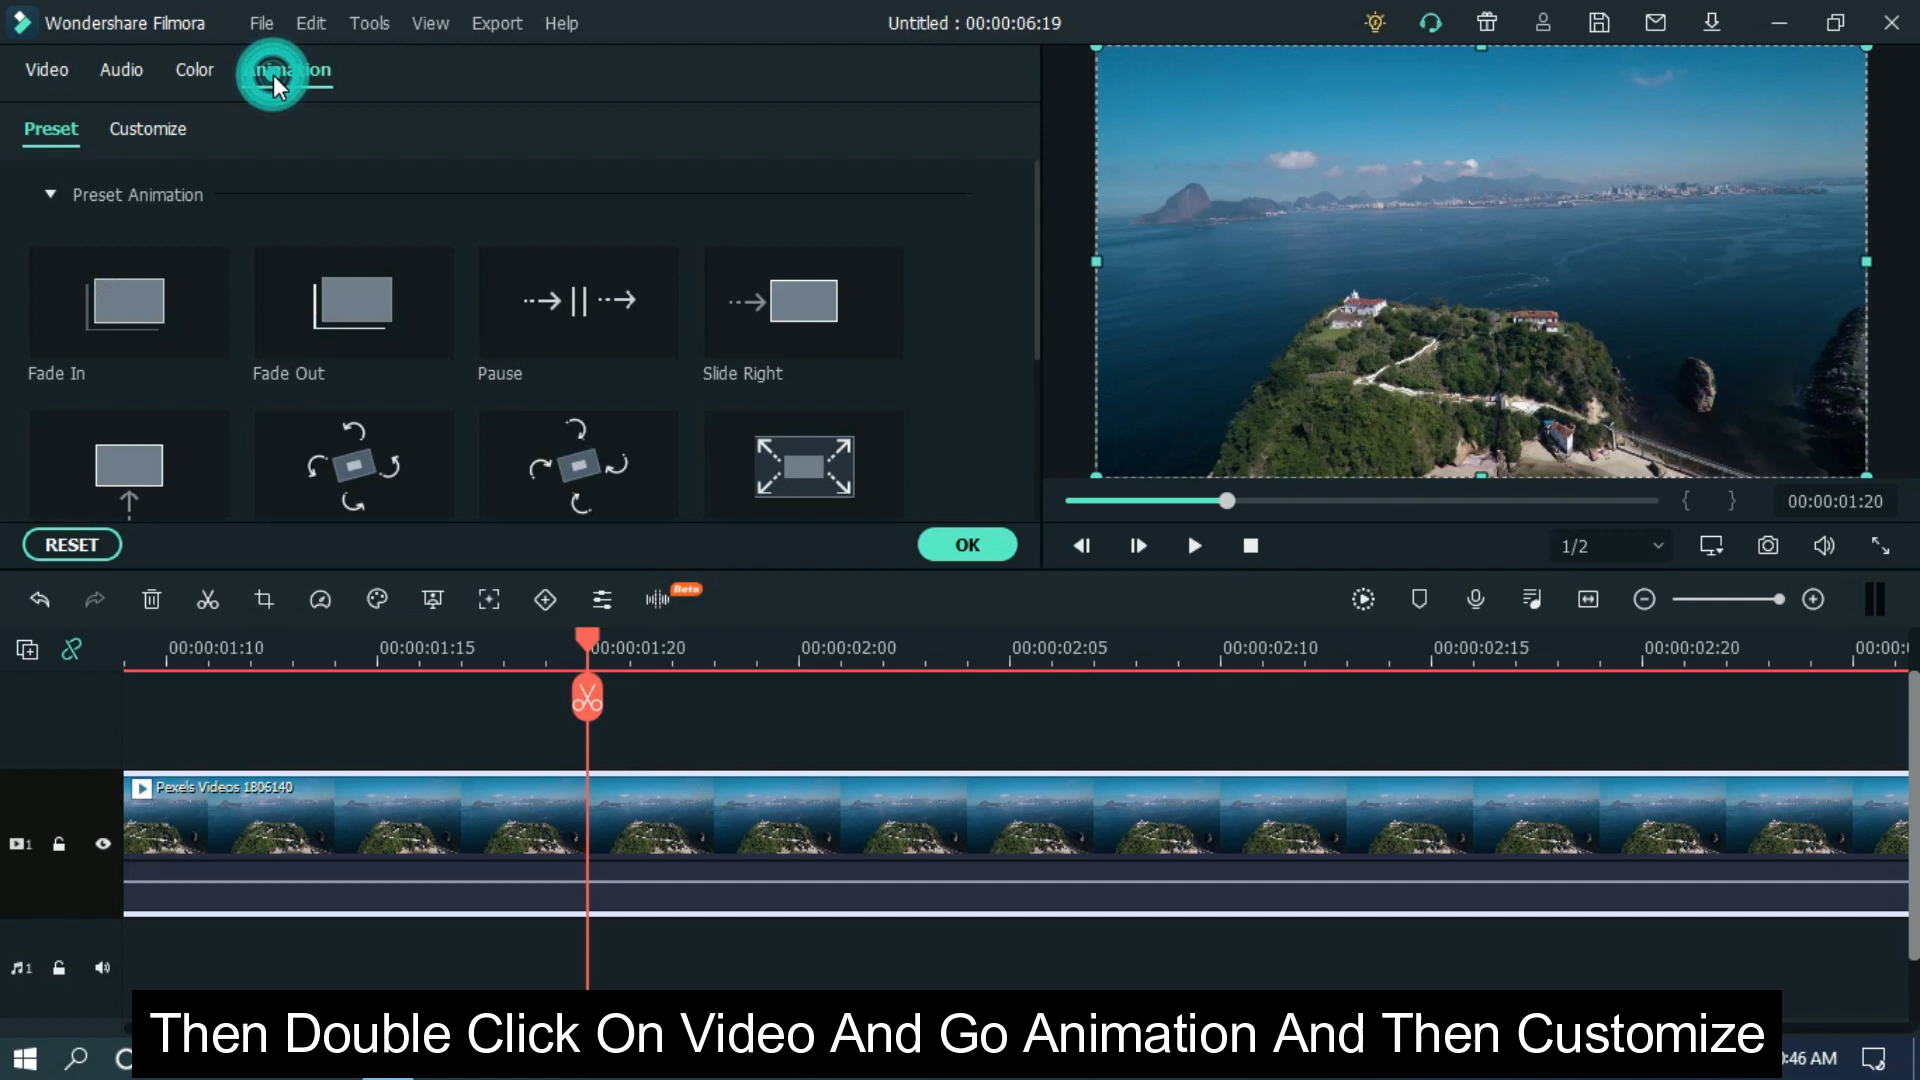 Wondershare Filmora File Edit Tools View Export Help Untitled : 00:00:06:19
Video Audio Color Animation
Preset Customize
Preset Animation
Fade In Fade Out Pause Slide Right
00:00:01:20
RESET OK
1/2
Beta
00:00:01:10 00:00:01:15 00:00:01:20 00:00:02:00 00:00:02:05 00:00:02:10 00:00:02:15 00:00:02:20
Pexels Videos 1806140
1
1
Then Double Click On Video And Go Animation And Then Customize
:46 AM